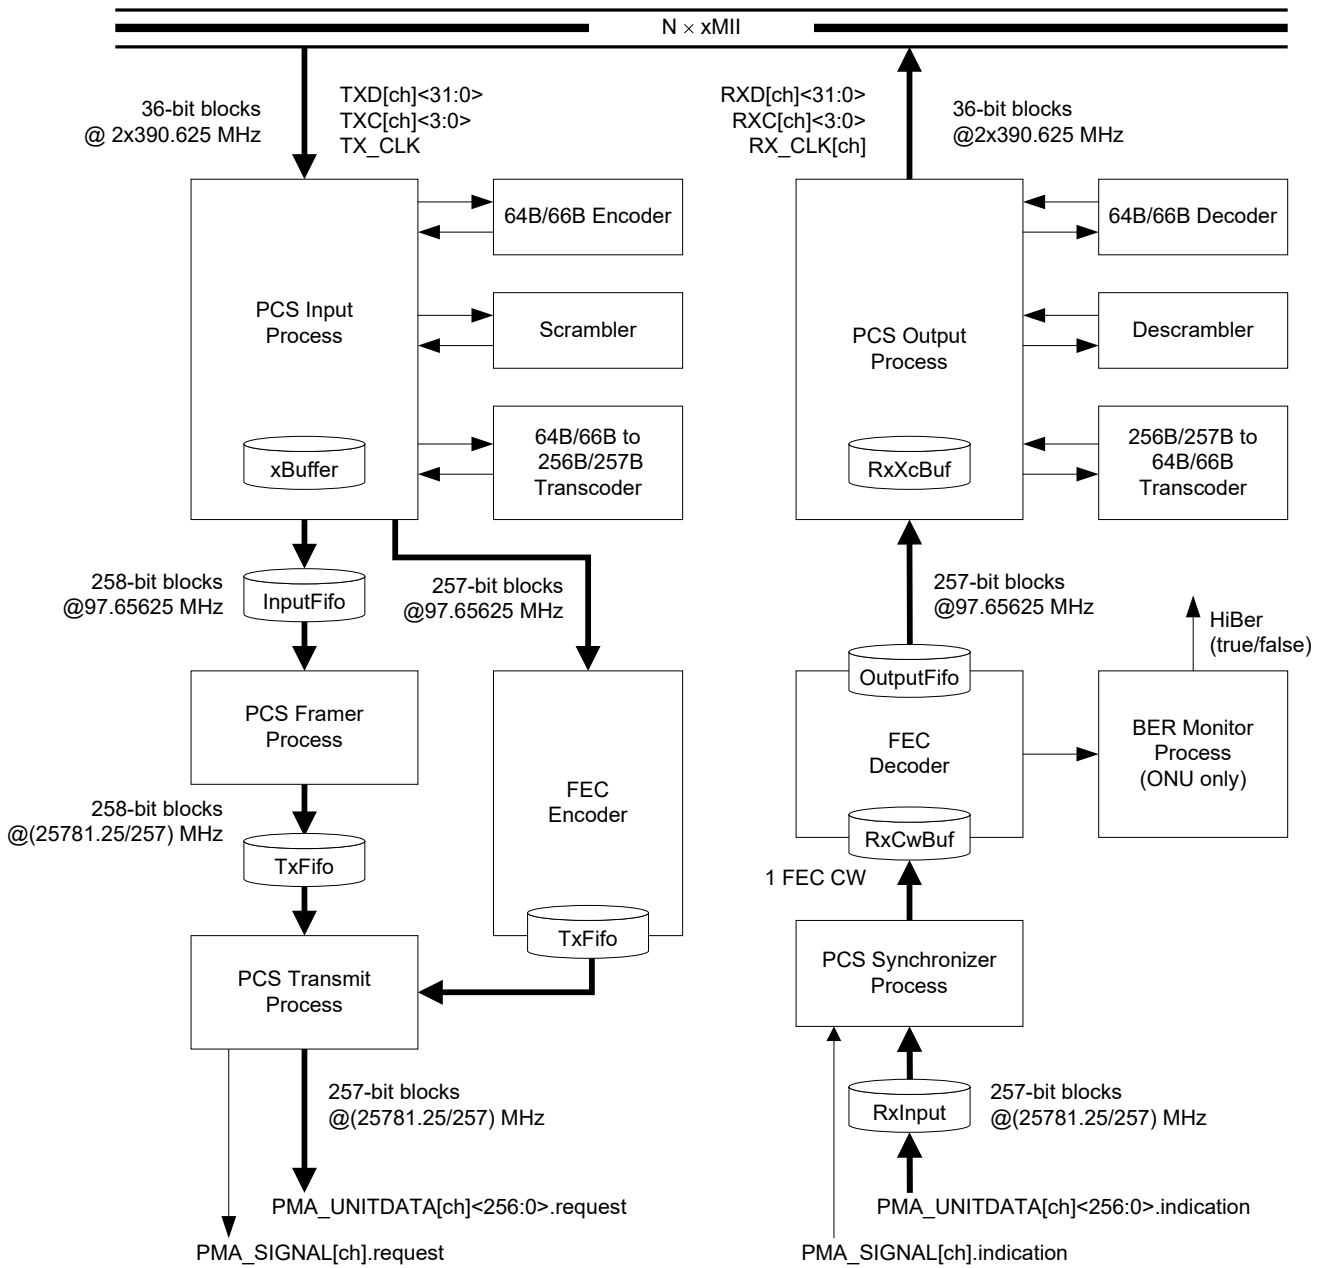 N × xMII
36-bit blocks
@ 2x390.625 MHz
TXD[ch]<31:0>
TXC[ch]<3:0>
TX_CLK
RXD[ch]<31:0>
RXC[ch]<3:0>
RX_CLK[ch]
36-bit blocks
@2x390.625 MHz
PCS Input
Process
xBuffer
64B/66B Encoder
Scrambler
64B/66B to
256B/257B
Transcoder
PCS Output
Process
RxXcBuf
64B/66B Decoder
Descrambler
256B/257B to
64B/66B
Transcoder
258-bit blocks
@97.65625 MHz
InputFifo
257-bit blocks
@97.65625 MHz
257-bit blocks
@97.65625 MHz
HiBer
(true/false)
PCS Framer
Process
258-bit blocks
@(25781.25/257) MHz
TxFifo
FEC
Encoder
TxFifo
OutputFifo
FEC
Decoder
RxCwBuf
BER Monitor
Process
(ONU only)
1 FEC CW
PCS Transmit
Process
PCS Synchronizer
Process
257-bit blocks
@(25781.25/257) MHz
RxInput
257-bit blocks
@(25781.25/257) MHz
PMA_UNITDATA[ch]<256:0>.request
PMA_SIGNAL[ch].request
PMA_UNITDATA[ch]<256:0>.indication
PMA_SIGNAL[ch].indication